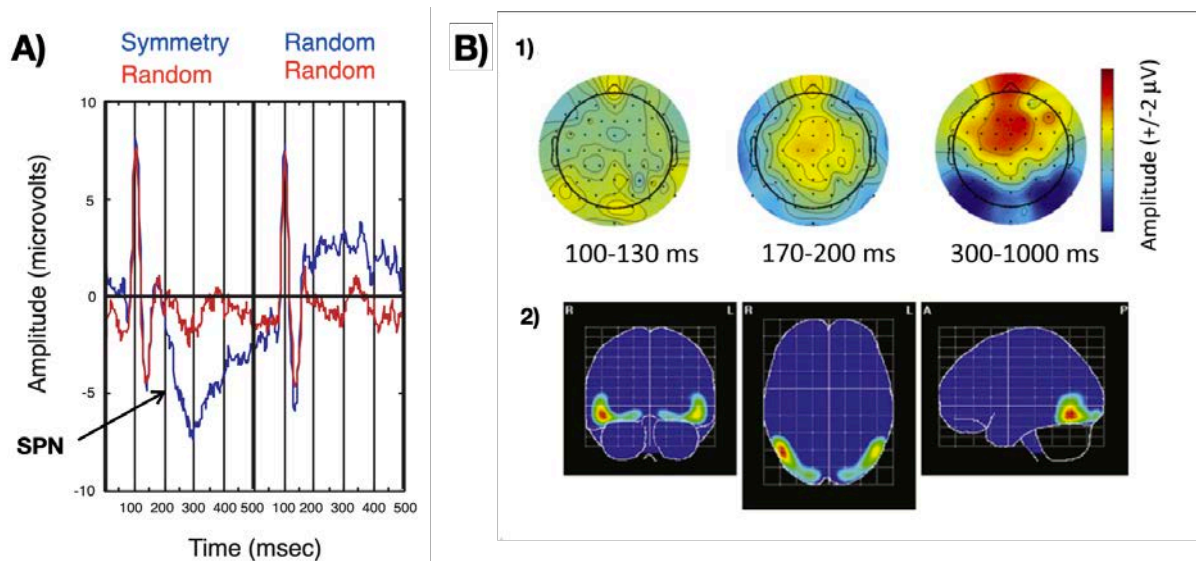 A)
Symmetry Random
Random Random
Amplitude (microvolts)
10
5
0
-5
-10
SPN
100 200 300 400 500 100 200 300 400 500
Time (msec)
B)
1)
100-130 ms 170-200 ms 300-1000 ms
Amplitude (+/-2 µV)
2)
R L R L A P